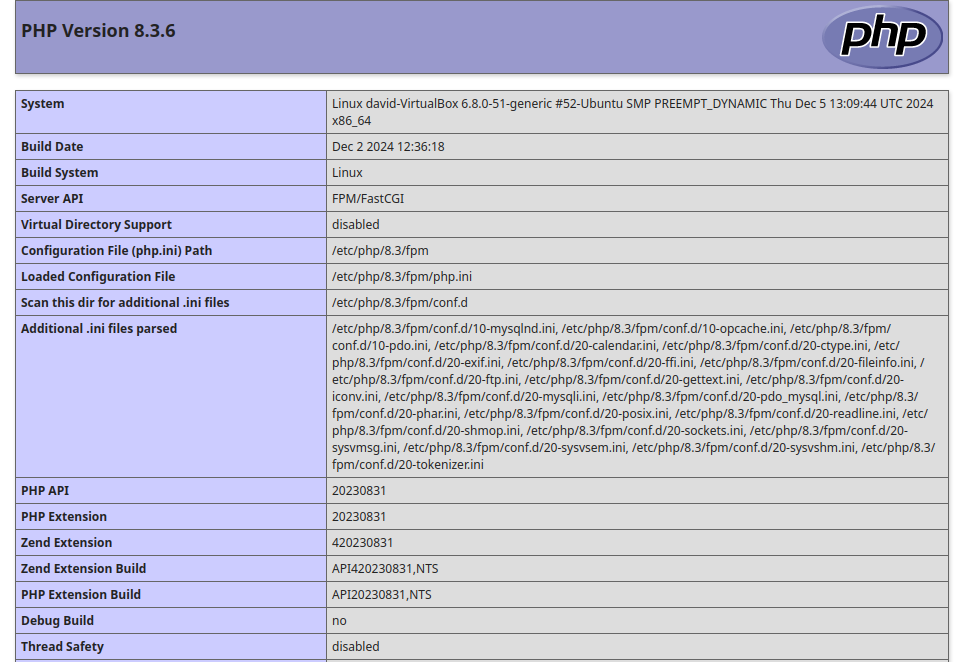 PHP Version 8.3.6
php
System
Linux david-VirtualBox 6.8.0-51-generic #52-Ubuntu SMP PREEMPT_DYNAMIC Thu Dec 5 13:09:44 UTC 2024
x86_64
Build Date
Dec 2 2024 12:36:18
Build System
Linux
Server API
FPM/FastCGI
Virtual Directory Support
disabled
Configuration File (php.ini) Path
/etc/php/8.3/fpm
Loaded Configuration File
/etc/php/8.3/fpm/php.ini
Scan this dir for additional .ini files
/etc/php/8.3/fpm/conf.d
Additional .ini files parsed
/etc/php/8.3/fpm/conf.d/10-mysqlnd.ini, /etc/php/8.3/fpm/conf.d/10-opcache.ini, /etc/php/8.3/fpm/
conf.d/10-pdo.ini, /etc/php/8.3/fpm/conf.d/20-calendar.ini, /etc/php/8.3/fpm/conf.d/20-ctype.ini, /etc/
php/8.3/fpm/conf.d/20-exif.ini, /etc/php/8.3/fpm/conf.d/20-ffi.ini, /etc/php/8.3/fpm/conf.d/20-fileinfo.ini, /
etc/php/8.3/fpm/conf.d/20-ftp.ini, /etc/php/8.3/fpm/conf.d/20-gettext.ini, /etc/php/8.3/fpm/conf.d/20-
iconv.ini, /etc/php/8.3/fpm/conf.d/20-mysqli.ini, /etc/php/8.3/fpm/conf.d/20-pdo_mysql.ini, /etc/php/8.3/
fpm/conf.d/20-phar.ini, /etc/php/8.3/fpm/conf.d/20-posix.ini, /etc/php/8.3/fpm/conf.d/20-readline.ini, /etc/
php/8.3/fpm/conf.d/20-shmop.ini, /etc/php/8.3/fpm/conf.d/20-sockets.ini, /etc/php/8.3/fpm/conf.d/20-
sysvmsg.ini, /etc/php/8.3/fpm/conf.d/20-sysvsem.ini, /etc/php/8.3/fpm/conf.d/20-sysvshm.ini, /etc/php/8.3/
fpm/conf.d/20-tokenizer.ini
PHP API
20230831
PHP Extension
20230831
Zend Extension
420230831
Zend Extension Build
API420230831,NTS
PHP Extension Build
API20230831,NTS
Debug Build
no
Thread Safety
disabled